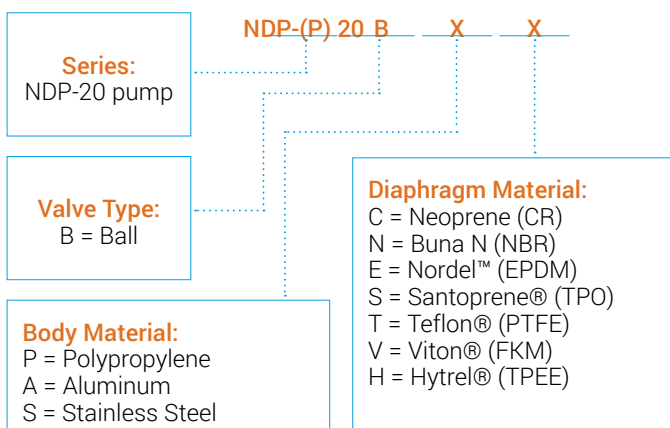 NDP-(P) 20 B X X
Series:
NDP-20 pump
Valve Type:
B = Ball
Body Material:
P = Polypropylene
A = Aluminum
S = Stainless Steel
Diaphragm Material:
C = Neoprene (CR)
N = Buna N (NBR)
E = Nordel™ (EPDM)
S = Santoprene® (TPO)
T = Teflon® (PTFE)
V = Viton® (FKM)
H = Hytrel® (TPEE)